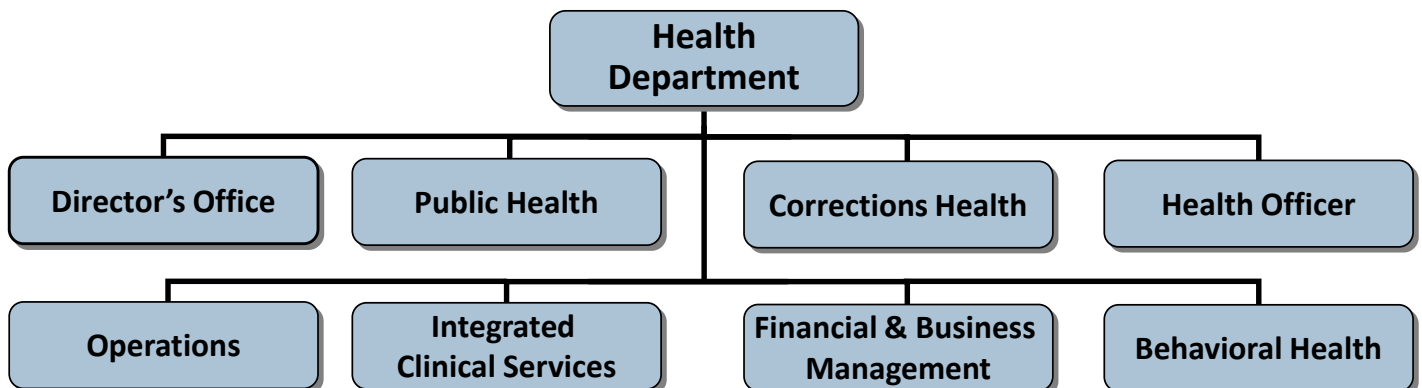 Health
Department
Director’s Office
Public Health
Corrections Health
Health Officer
Operations
Integrated
Clinical Services
Financial & Business
Management
Behavioral Health